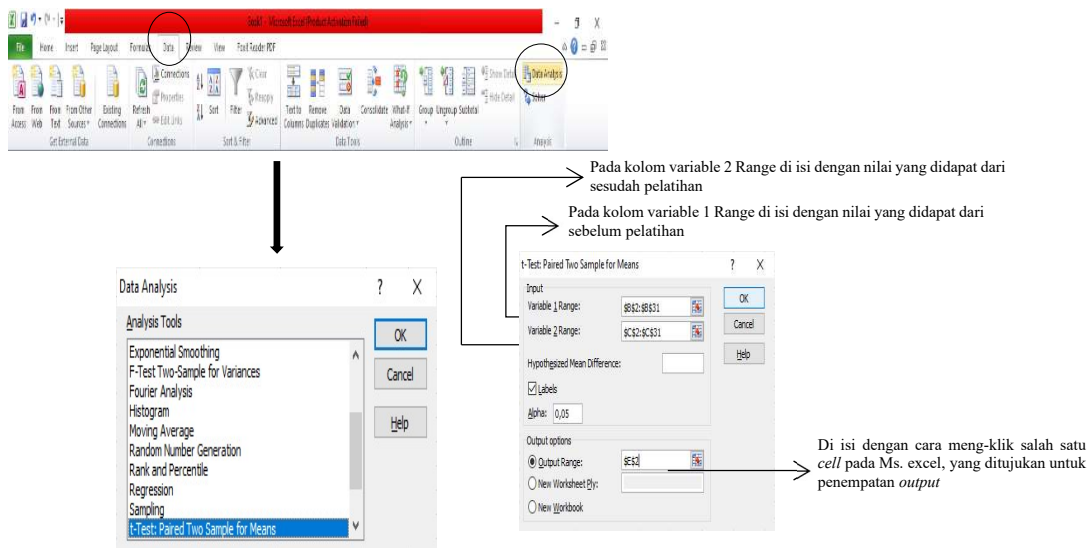 Book1 - Microsoft Excel (Product Activation Failed)
File Home Insert Page Layout Formulas Data Review View Foxit Reader PDF
From Access From Web From Text From Other Sources Existing Connections
Refresh All Connections Properties Edit Links
Sort Filter Clear Reapply Advanced
Text to Columns Remove Duplicates Data Validation Consolidate What-If Analysis
Group Ungroup Subtotal Show Detail Hide Detail
Data Analysis Solver
Get External Data Connections Sort & Filter Data Tools Outline Analysis
Pada kolom variable 2 Range di isi dengan nilai yang didapat dari
sesudah pelatihan
Pada kolom variable 1 Range di isi dengan nilai yang didapat dari
sebelum pelatihan
Data Analysis ? X
Analysis Tools
Exponential Smoothing
F-Test Two-Sample for Variances
Fourier Analysis
Histogram
Moving Average
Random Number Generation
Rank and Percentile
Regression
Sampling
t-Test: Paired Two Sample for Means
OK
Cancel
Help
t-Test: Paired Two Sample for Means ? X
Input
Variable 1 Range: $B$2:$B$31
Variable 2 Range: $C$2:$C$31
Hypothesized Mean Difference:
Labels
Alpha: 0,05
Output options
Output Range: $E$2
New Worksheet Ply:
New Workbook
OK
Cancel
Help
Di isi dengan cara meng-klik salah satu
cell pada Ms. excel, yang ditujukan untuk
penempatan output